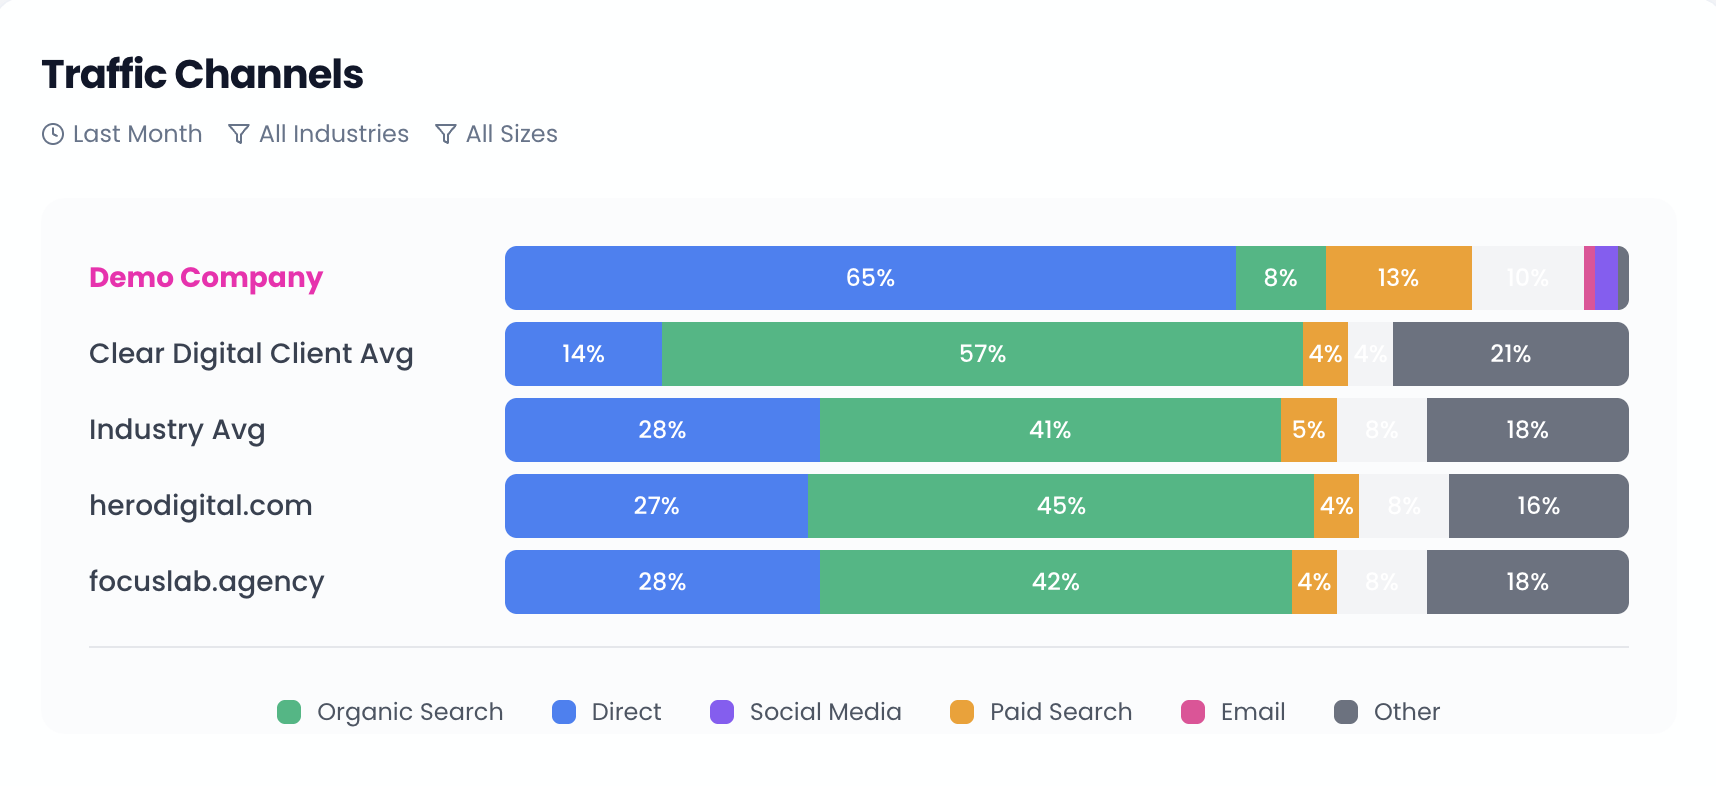 Traffic Channels
Last Month All Industries All Sizes
Demo Company 65% 8% 13% 10%
Clear Digital Client Avg 14% 57% 4% 4% 21%
Industry Avg 28% 41% 5% 8% 18%
herodigital.com 27% 45% 4% 8% 16%
focuslab.agency 28% 42% 4% 8% 18%
Organic Search Direct Social Media Paid Search Email Other